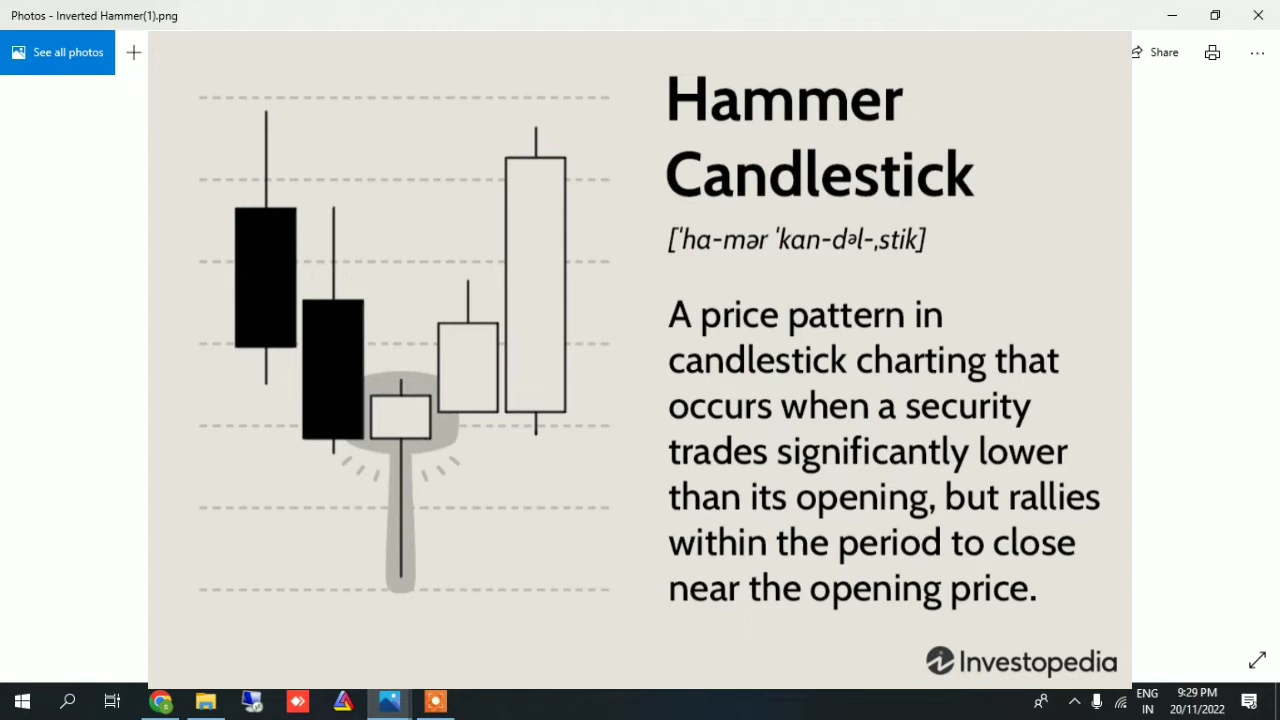 Photos - Inverted Hammer(1).png
See all photos
Share
Hammer
Candlestick
[ˈha-mər ˈkan-dəl-ˌstik]
A price pattern in
candlestick charting that
occurs when a security
trades significantly lower
than its opening, but rallies
within the period to close
near the opening price.
Investopedia
ENG 9:29 PM
IN 20/11/2022